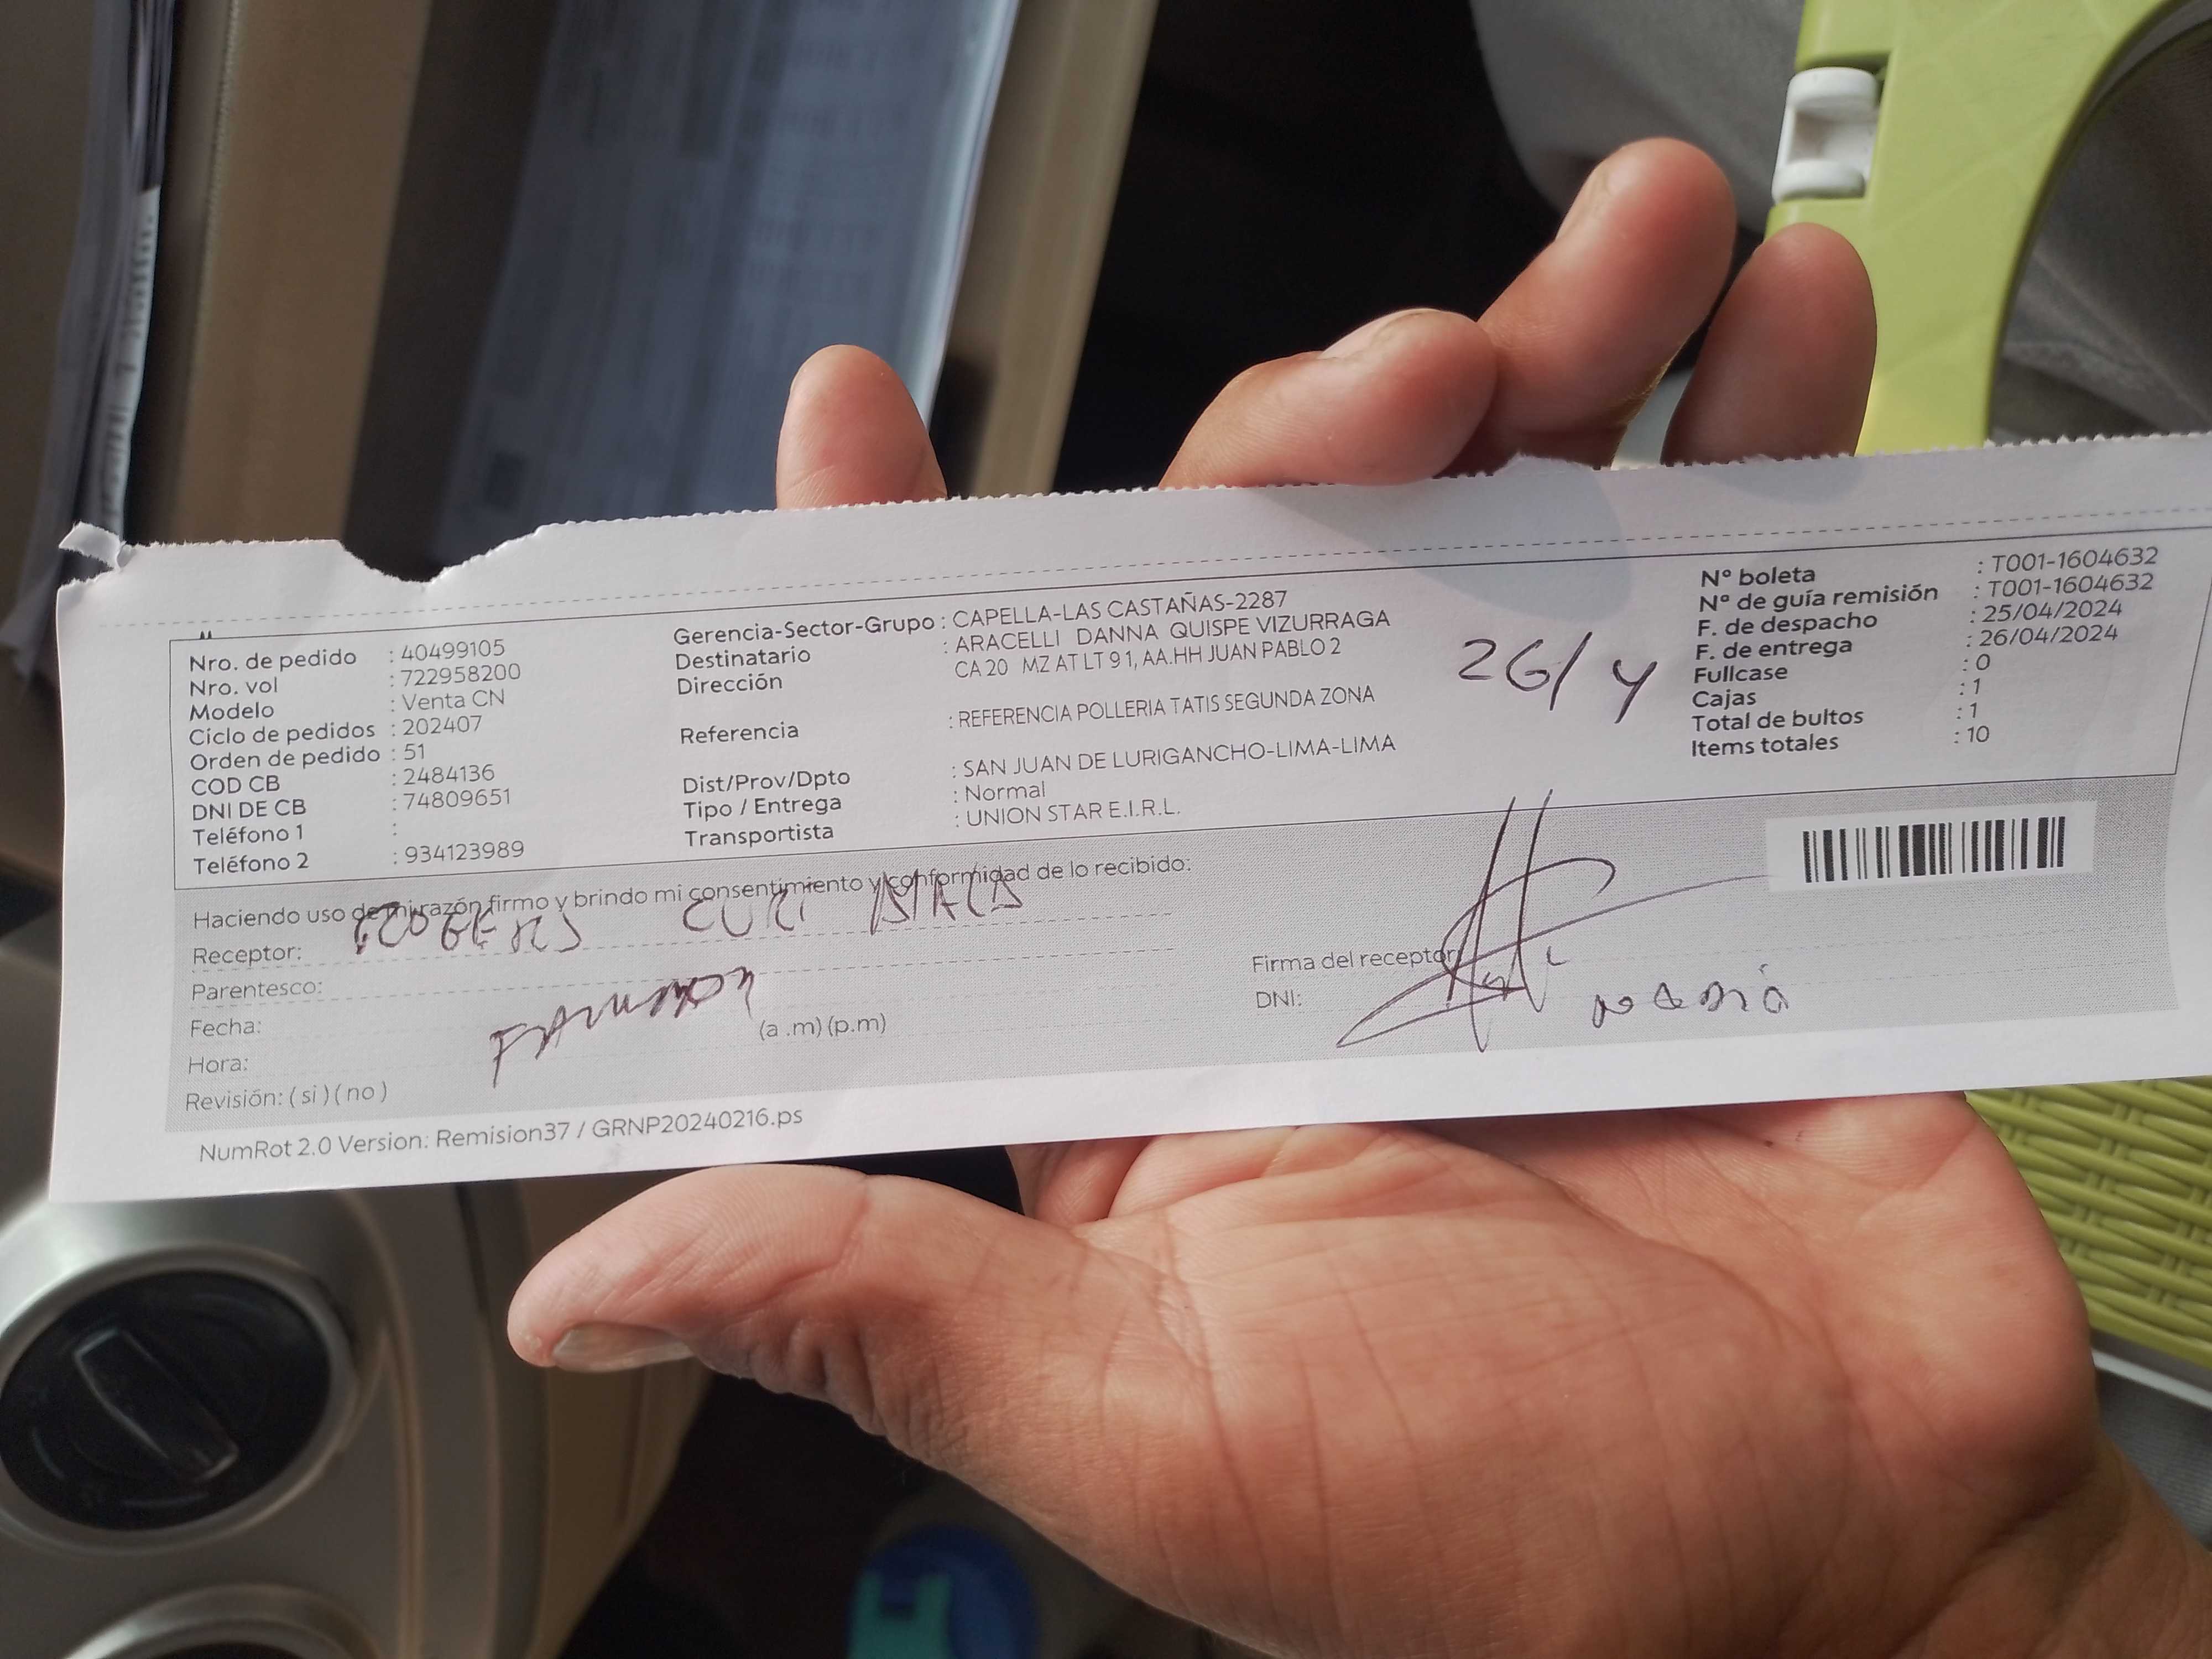 Nro. de pedido : 40499105
Nro. vol : 722958200
Modelo : Venta CN
Ciclo de pedidos : 202407
Orden de pedido : 51
COD CB : 2484136
DNI DE CB : 74809651
Teléfono 1 :
Teléfono 2 : 934123989
Gerencia-Sector-Grupo : CAPELLA-LAS CASTAÑAS-2287
Destinatario : ARACELLI DANNA QUISPE VIZURRAGA
Dirección CA 20 MZ AT LT 9 1, AA.HH JUAN PABLO 2
Referencia : REFERENCIA POLLERIA TATIS SEGUNDA ZONA
Dist/Prov/Dpto : SAN JUAN DE LURIGANCHO-LIMA-LIMA
Tipo / Entrega : Normal
Transportista : UNION STAR E.I.R.L.
26/4
Nº boleta : T001-1604632
Nº de guía remisión : T001-1604632
F. de despacho : 25/04/2024
F. de entrega : 26/04/2024
Fullcase : 0
Cajas : 1
Total de bultos : 1
Items totales : 10
Haciendo uso de mi razón firmo y brindo mi consentimiento y conformidad de lo recibido:
Receptor: CURI
Parentesco:
Fecha:
Hora: (a .m) (p.m)
Revisión: ( si ) ( no )
Firma del receptor
DNI:
NumRot 2.0 Version: Remision37 / GRNP20240216.ps